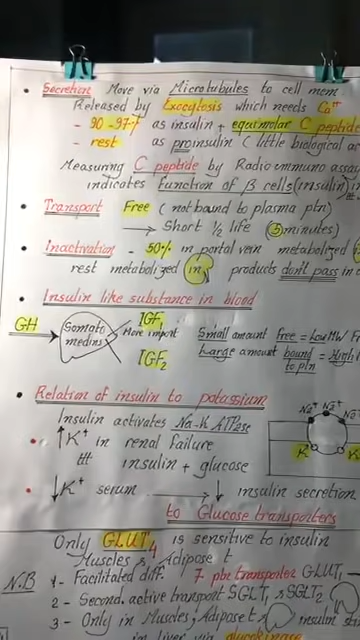 • Secretion Move via Microtubules to cell mem
Released by Exocytosis which needs Ca++
- 90-97% as insulin + equimolar C peptide
- rest as proinsulin (little biological
Measuring C peptide by Radioimmuno assay
indicates Function of β cells (insulin)
• Transport Free (not bound to plasma ptn)
→ Short ½ life (5 minutes)
• Inactivation - 50% in portal vein metabolized
rest metabolized in products don't pass in
• Insulin like substance in blood
GH → Somatomedins
IGF1
More import
IGF2
Small amount free = Low MW
Large amount bound to ptn =
• Relation of insulin to potassium
Insulin activates Na-K ATPase
Na+ Na+ Na+
K+ K
• ↑K+ in renal failure
ttt insulin + glucose
• ↓K+ serum → ↓ insulin secretion
to Glucose transporters
Only GLUT4 is sensitive to insulin
Muscles & Adipose t
N.B 1- Facilitated diff. 7 transporter GLUT1
2- Second. active transport SGLT1, & SGLT2
3- Only in Muscles, Adipose t
in liver via